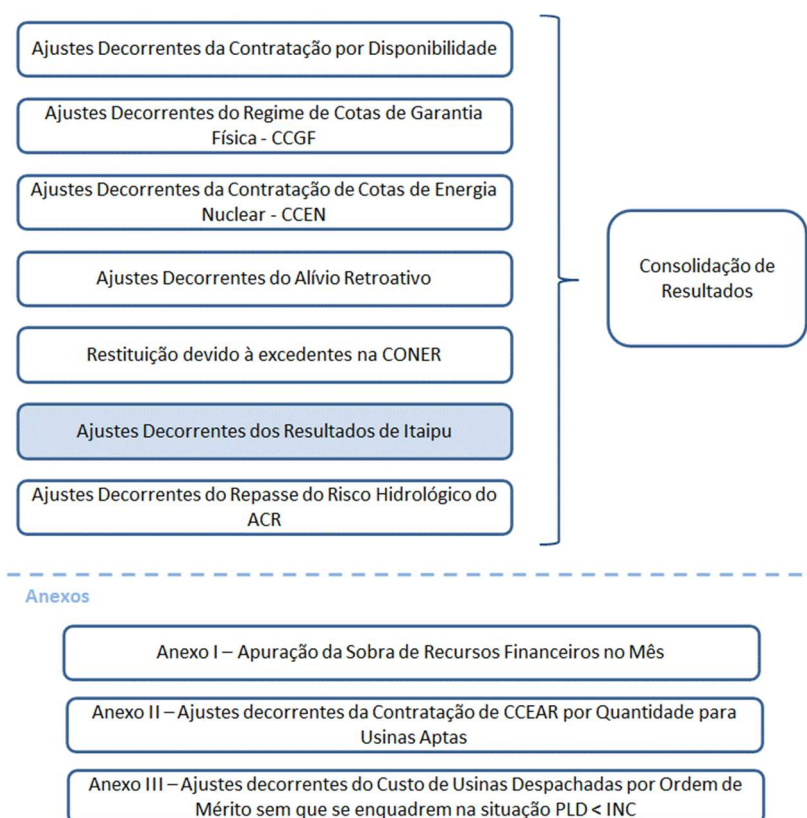 Ajustes Decorrentes da Contratação por Disponibilidade
Ajustes Decorrentes do Regime de Cotas de Garantia
Física - CCGF
Ajustes Decorrentes da Contratação de Cotas de Energia
Nuclear - CCEN
Ajustes Decorrentes do Alívio Retroativo
Restituição devido à excedentes na CONER
Ajustes Decorrentes dos Resultados de Itaipu
Ajustes Decorrentes do Repasse do Risco Hidrológico do
ACR
Consolidação de
Resultados
Anexos
Anexo I – Apuração da Sobra de Recursos Financeiros no Mês
Anexo II – Ajustes decorrentes da Contratação de CCEAR por Quantidade para
Usinas Aptas
Anexo III – Ajustes decorrentes do Custo de Usinas Despachadas por Ordem de
Mérito sem que se enquadrem na situação PLD < INC